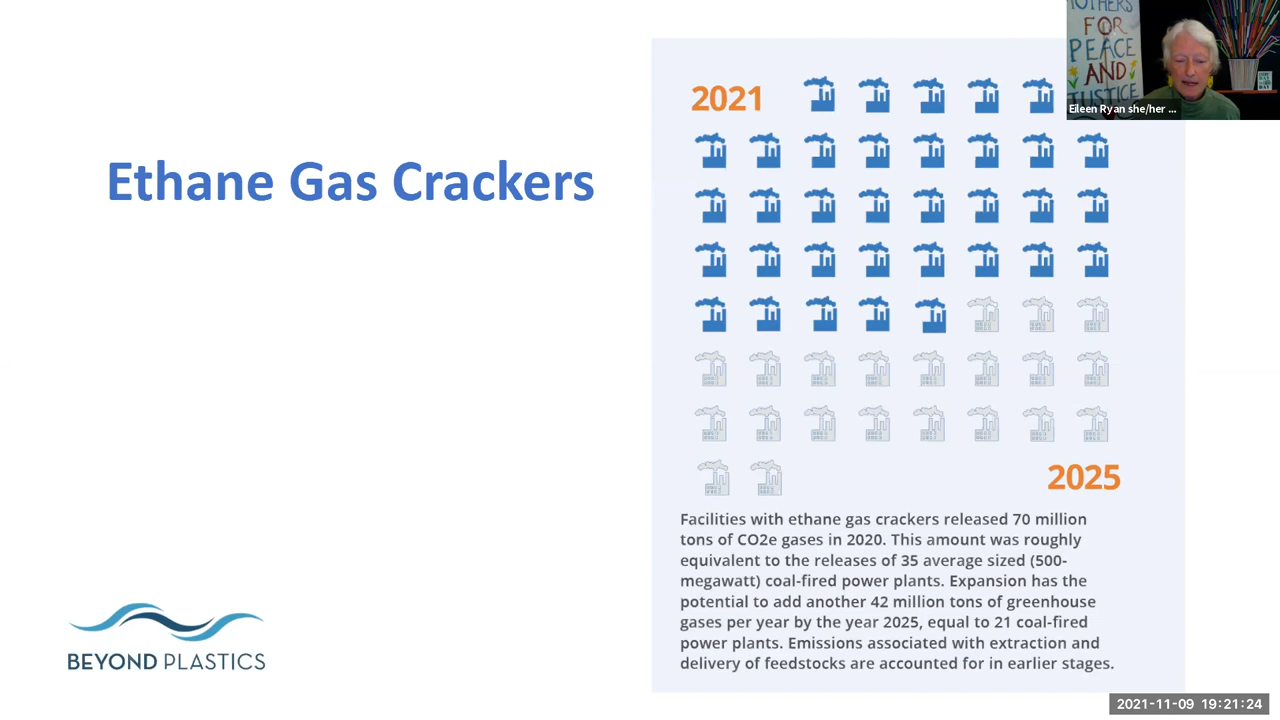 OTHERS
FOR
PEACE
AND
JUSTICE
Eileen Ryan she/her ...
2021
Ethane Gas Crackers
2025
Facilities with ethane gas crackers released 70 million
tons of CO2e gases in 2020. This amount was roughly
equivalent to the releases of 35 average sized (500-
megawatt) coal-fired power plants. Expansion has the
potential to add another 42 million tons of greenhouse
gases per year by the year 2025, equal to 21 coal-fired
power plants. Emissions associated with extraction and
delivery of feedstocks are accounted for in earlier stages.
BEYOND PLASTICS
2021-11-09 19:21:24